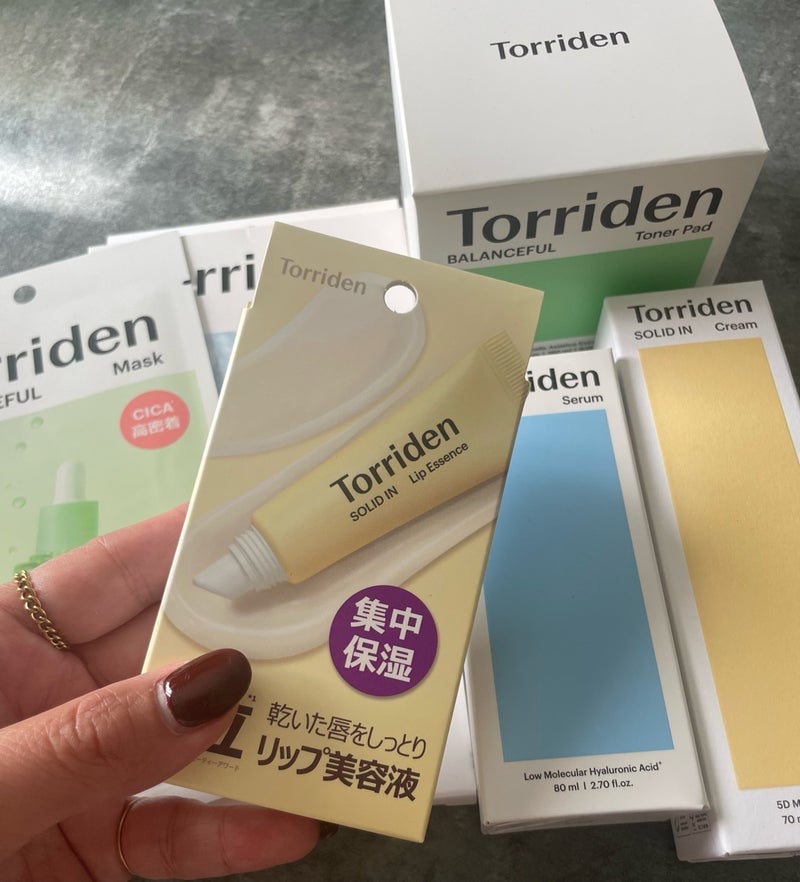 Torriden
Torriden
BALANCEFUL Toner Pad
rriden
Mask
EFUL
CICA
高密着
rri
Torriden
Torriden
SOLID IN Lip Essence
集中
保湿
乾いた唇をしっとり
リップ美容液
iden
Serum
Low Molecular Hyaluronic Acid
80 ml | 2.70 fl.oz.
Torriden
SOLID IN Cream
5D M
70 m